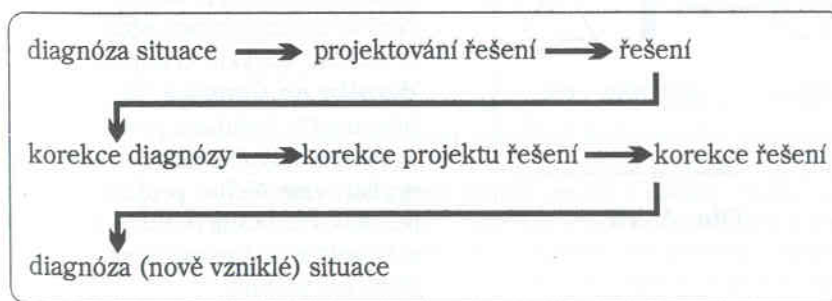 diagnóza situace projektování řešení řešení
korekce diagnózy korekce projektu řešení korekce řešení
diagnóza (nově vzniklé) situace